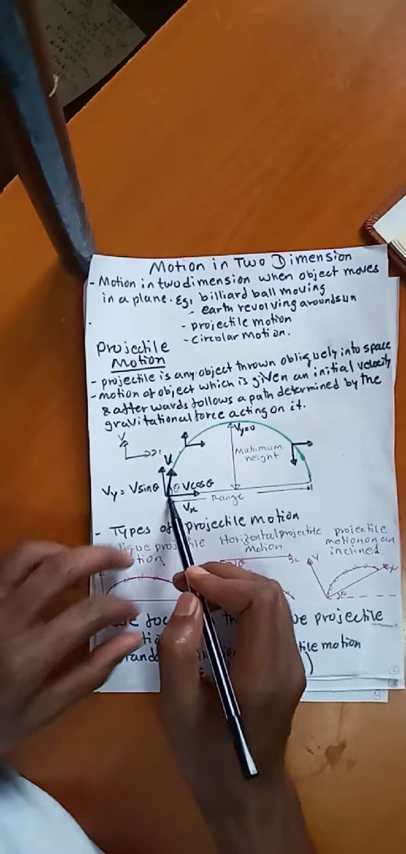 Motion in Two Dimension
- Motion in two dimension when object moves
in a plane. Eg, billiard ball moving
- earth revolving around sun
- projectile motion
- circular motion.
Projectile
Motion
- projectile is any object thrown obliquely into space
- motion of object which is given an initial velocity
& afterwards follows a path determined by the
gravitational force acting on it.
Vy=0
Maximum
height
Vy = Vsinθ
θ Vcosθ
Vx
Range
- Types of projectile motion
Horizontal projectile
motion
projectile
motion on an
inclined
projectile
motion